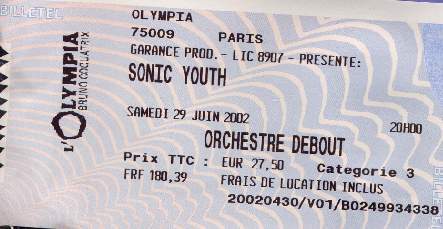 BILLETEL
L'OLYMPIA
BRUNO COQUATRIX
OLYMPIA
75009 PARIS
GARANCE PROD.- LIC 8907 - PRESENTE:
SONIC YOUTH
SAMEDI 29 JUIN 2002 20H00
ORCHESTRE DEBOUT
Prix TTC : EUR 27,50 Categorie 3
FRF 180,39 FRAIS DE LOCATION INCLUS
20020430/V01/B0249934338